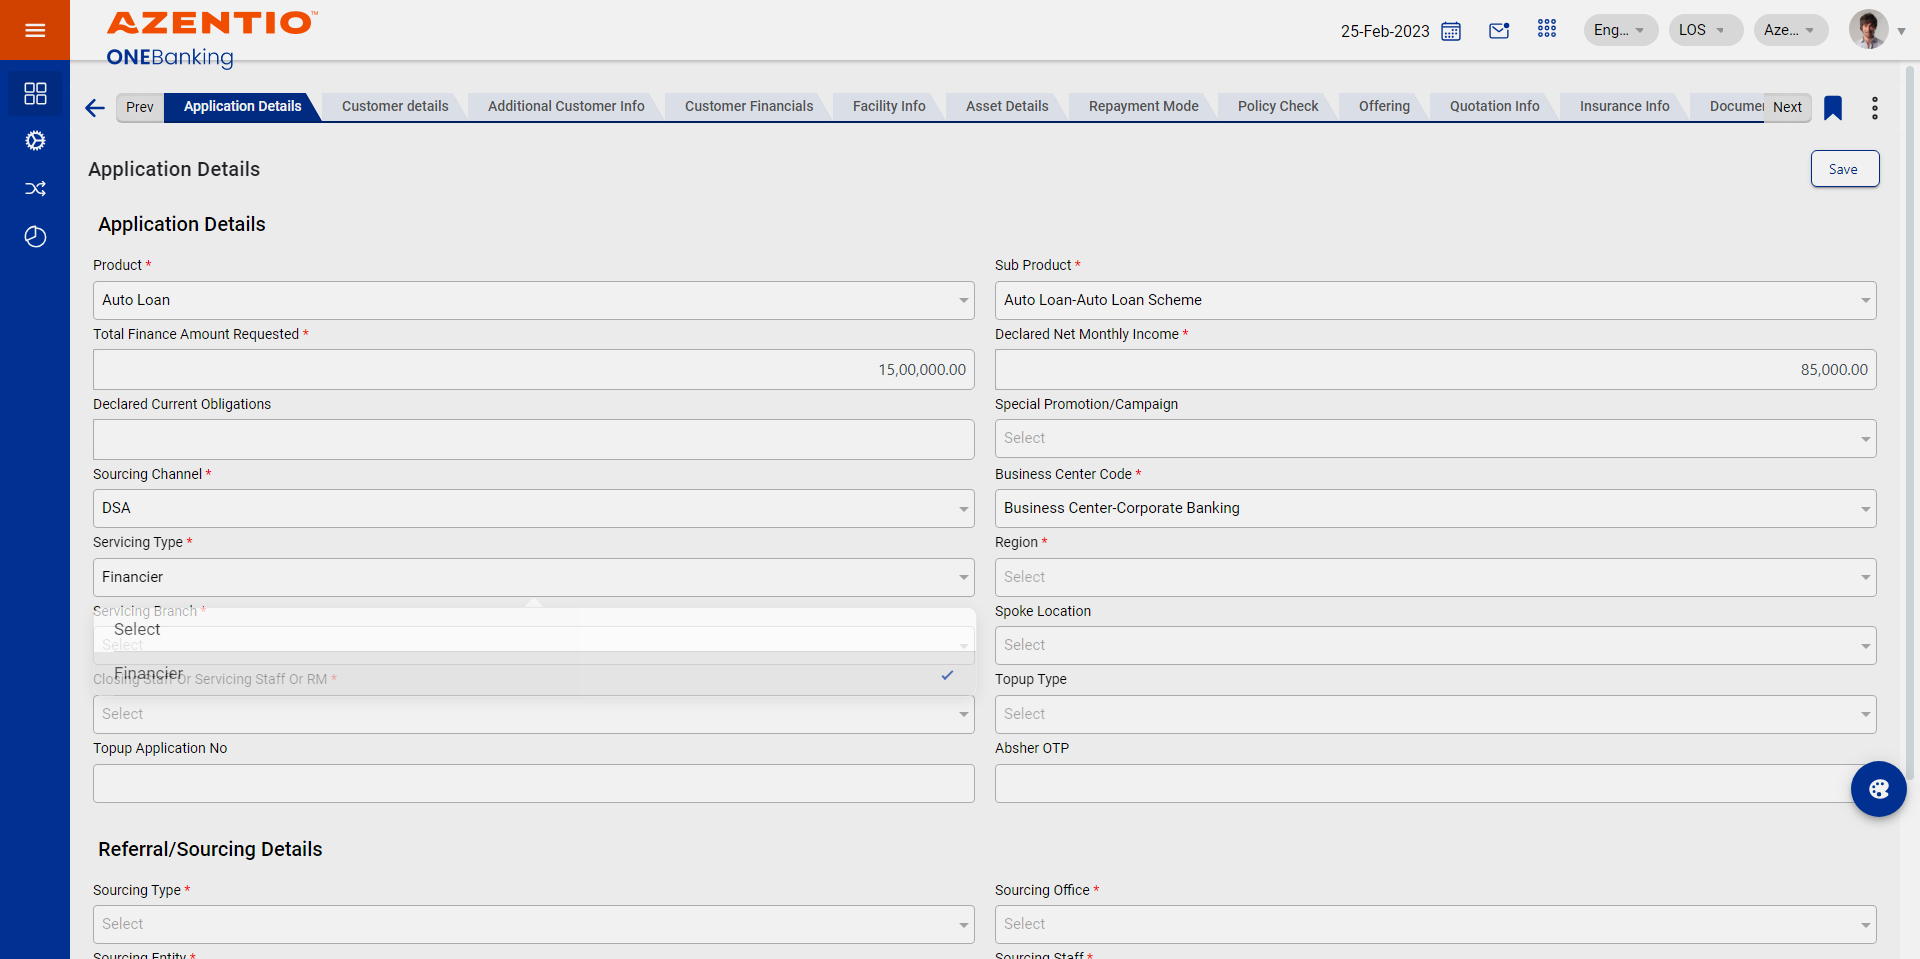 AZENTIO™
ONEBanking
25-Feb-2023
Eng...
LOS
Aze...
Prev
Application Details
Customer details
Additional Customer Info
Customer Financials
Facility Info
Asset Details
Repayment Mode
Policy Check
Offering
Quotation Info
Insurance Info
Documen
Next
Application Details
Save
Application Details
Product *
Sub Product *
Auto Loan
Auto Loan-Auto Loan Scheme
Total Finance Amount Requested *
Declared Net Monthly Income *
15,00,000.00
85,000.00
Declared Current Obligations
Special Promotion/Campaign
Select
Sourcing Channel *
Business Center Code *
DSA
Business Center-Corporate Banking
Servicing Type *
Region *
Financier
Select
Servicing Branch *
Spoke Location
Select
Select
Select
Financier
Closing Staff Or Servicing Staff Or RM *
Topup Type
Select
Select
Topup Application No
Absher OTP
Referral/Sourcing Details
Sourcing Type *
Sourcing Office *
Select
Select
Sourcing Entity *
Sourcing Staff *